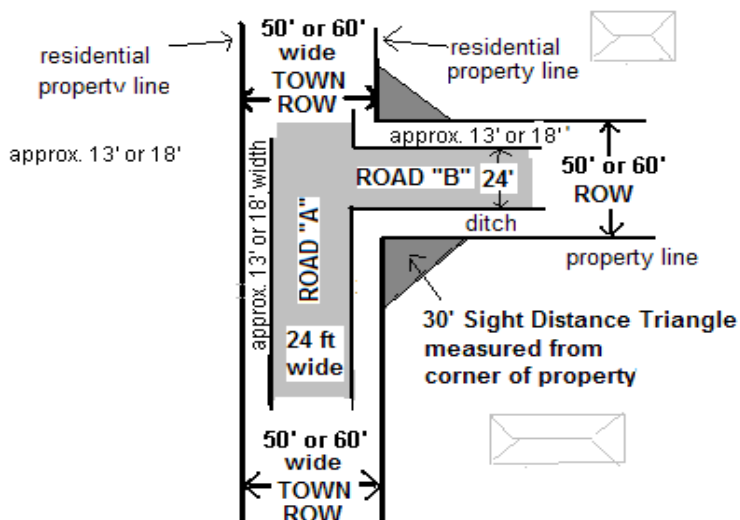 50' or 60'
wide
TOWN
ROW
residential
property line
residential
property line
approx. 13' or 18'
approx. 13' or 18'
approx. 13' or 18' width
ROAD "A"
ROAD "B"
24'
50' or 60'
ROW
ditch
property line
30' Sight Distance Triangle
measured from
corner of property
24 ft
wide
50' or 60'
wide
TOWN
ROW